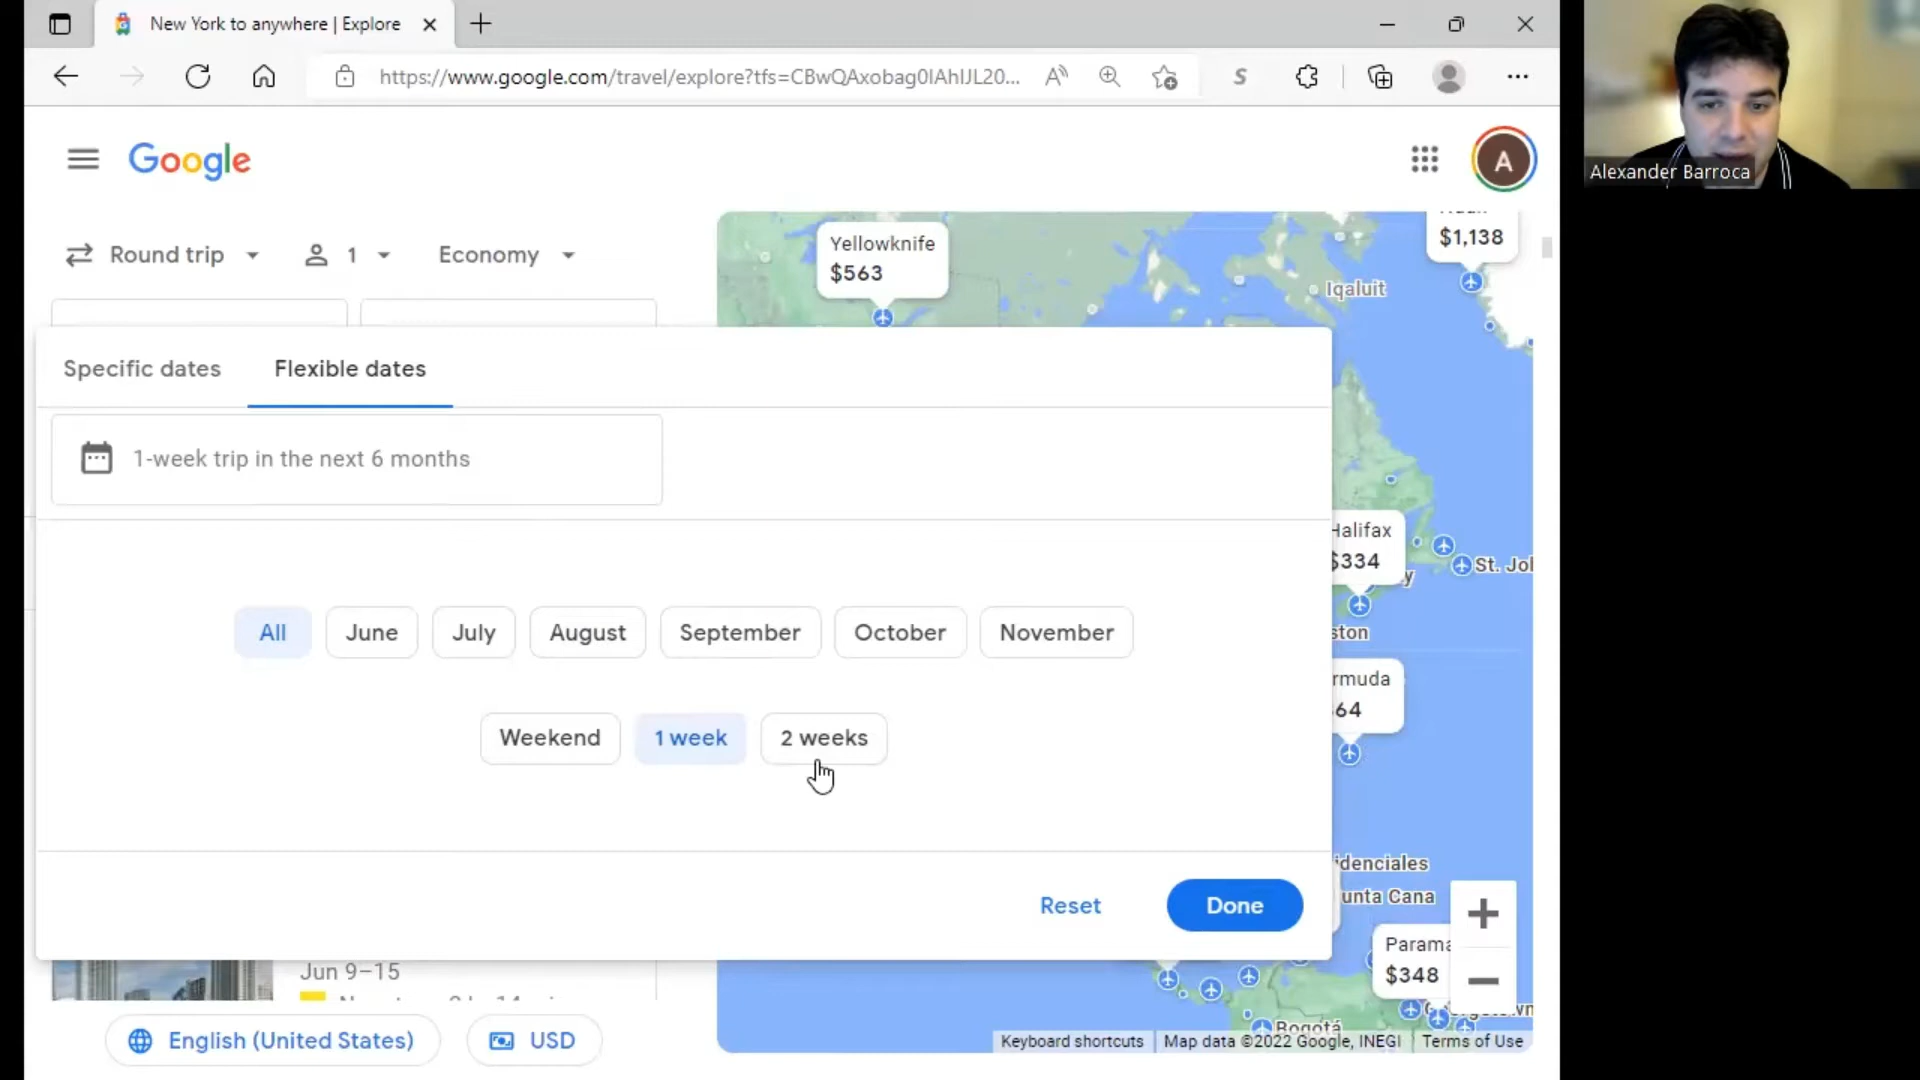 New York to anywhere | Explore
https://www.google.com/travel/explore?tfs=CBwQAxobag0IAhIJL20...
Google
A
Alexander Barroca
Round trip
1
Economy
Yellowknife
$563
$1,138
Iqaluit
Specific dates
Flexible dates
1-week trip in the next 6 months
Halifax
$334
St. Jo
ston
All
June
July
August
September
October
November
rmuda
64
Weekend
1 week
2 weeks
idenciales
unta Cana
Reset
Done
Parama
$348
Jun 9–15
Bogotá
English (United States)
USD
Keyboard shortcuts
Map data ©2022 Google, INEGI
Terms of Use